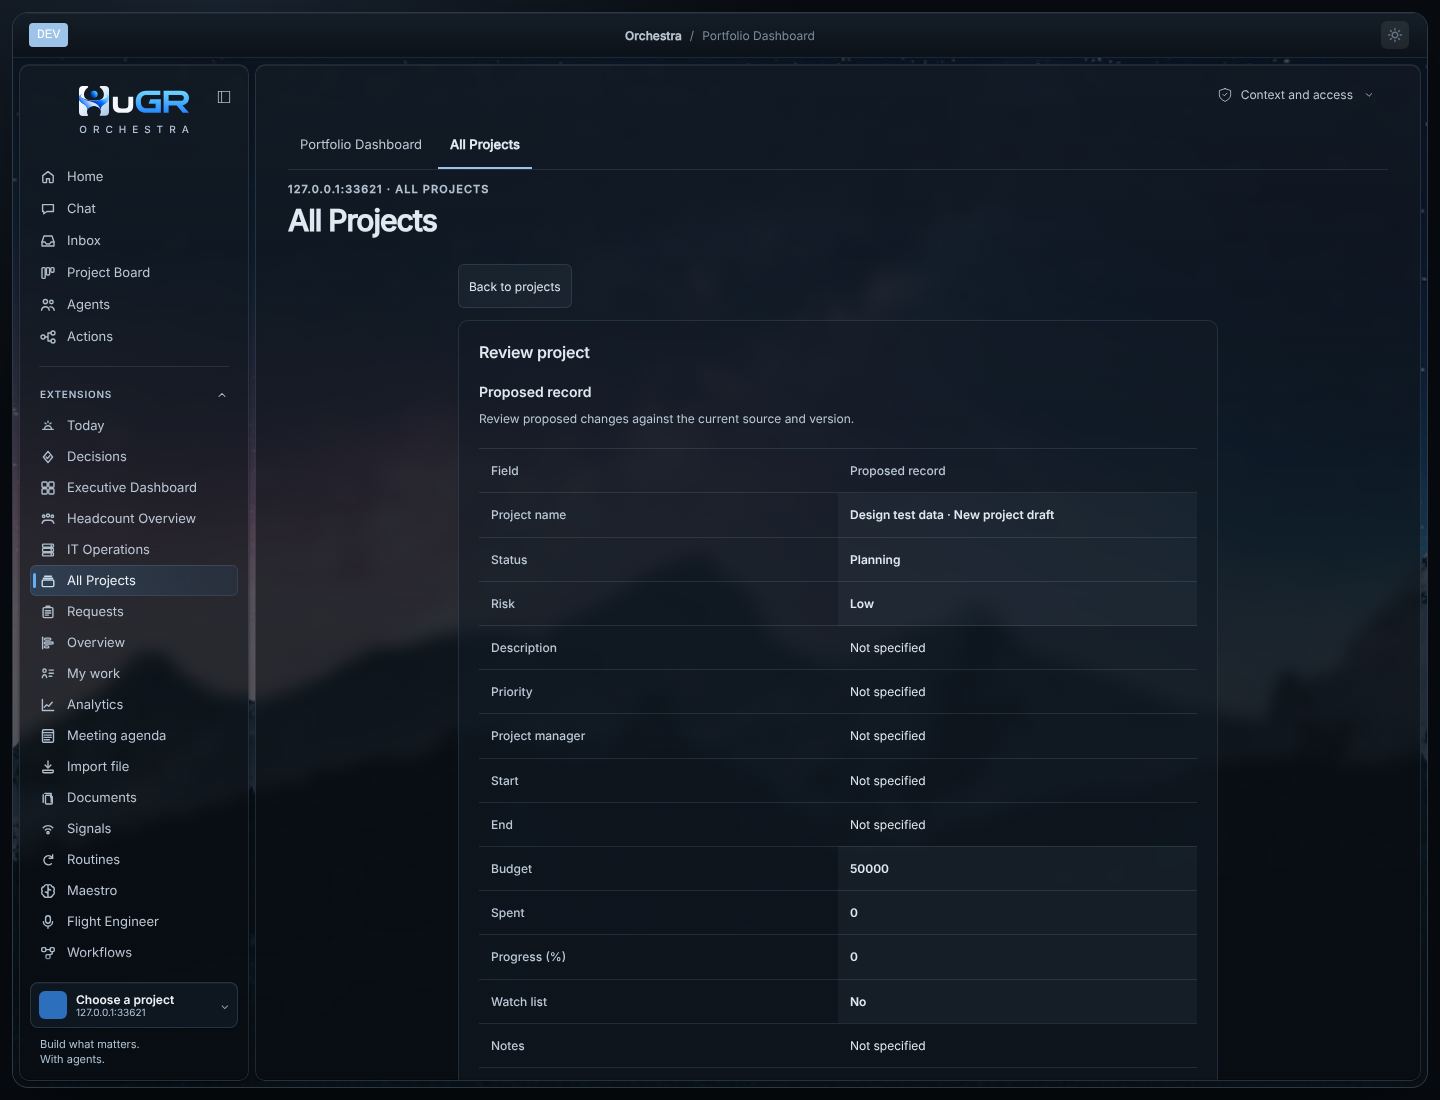 DEV
Orchestra / Portfolio Dashboard
HuGR
ORCHESTRA
Context and access
Home
Chat
Inbox
Project Board
Agents
Actions
EXTENSIONS
Today
Decisions
Executive Dashboard
Headcount Overview
IT Operations
All Projects
Requests
Overview
My work
Analytics
Meeting agenda
Import file
Documents
Signals
Routines
Maestro
Flight Engineer
Workflows
Choose a project
127.0.0.1:33621
Build what matters.
With agents.
Portfolio Dashboard All Projects
127.0.0.1:33621 · ALL PROJECTS
All Projects
Back to projects
Review project
Proposed record
Review proposed changes against the current source and version.
Field Proposed record
Project name Design test data · New project draft
Status Planning
Risk Low
Description Not specified
Priority Not specified
Project manager Not specified
Start Not specified
End Not specified
Budget 50000
Spent 0
Progress (%) 0
Watch list No
Notes Not specified